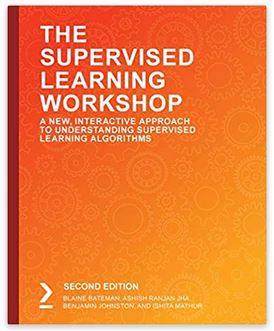 THE
SUPERVISED
LEARNING
WORKSHOP
A NEW, INTERACTIVE APPROACH
TO UNDERSTANDING SUPERVISED
LEARNING ALGORITHMS
SECOND EDITION
BLAINE BATEMAN, ASHISH RANJAN JHA,
BENJAMIN JOHNSTON, AND ISHITA MATHUR